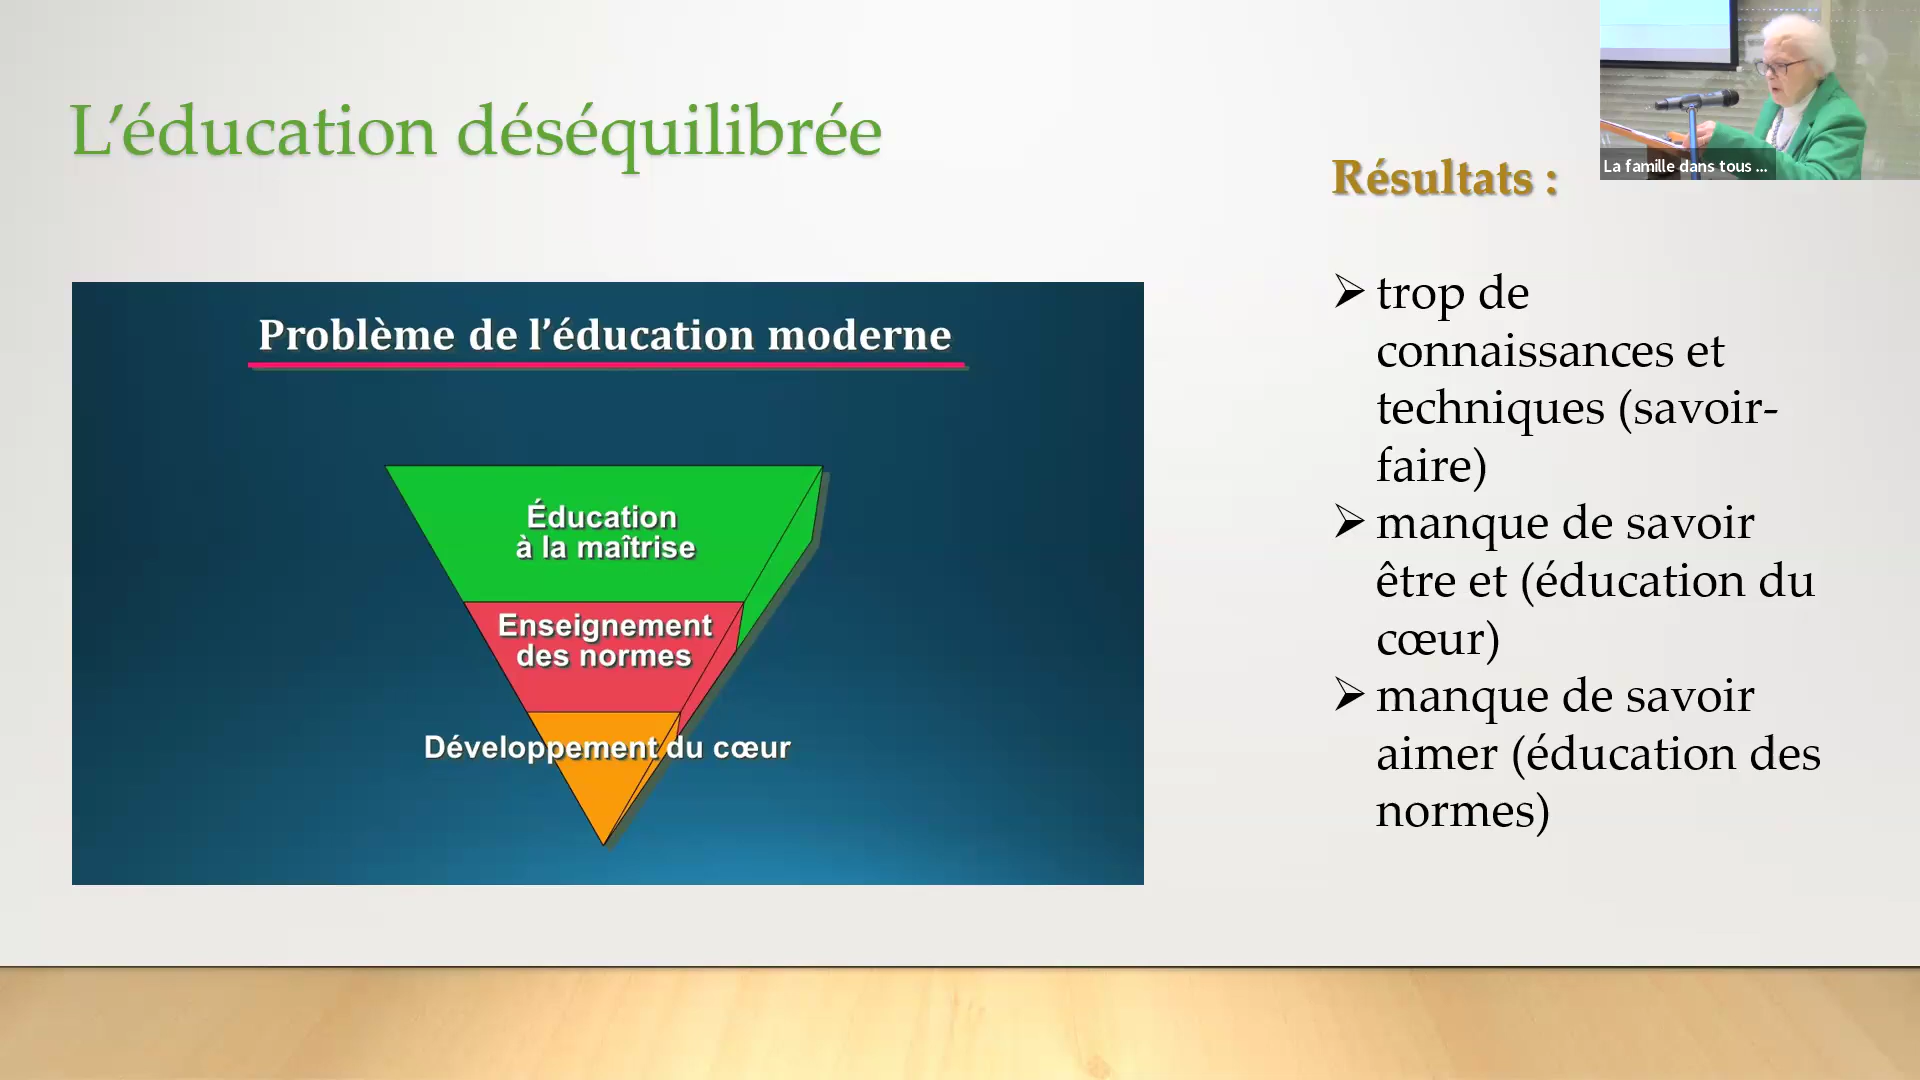 L’éducation déséquilibrée
Problème de l’éducation moderne
Éducation
à la maîtrise
Enseignement
des normes
Développement du cœur
Résultats :
➢ trop de
connaissances et
techniques (savoir-
faire)
➢ manque de savoir
être et (éducation du
cœur)
➢ manque de savoir
aimer (éducation des
normes)
La famille dans tous ...